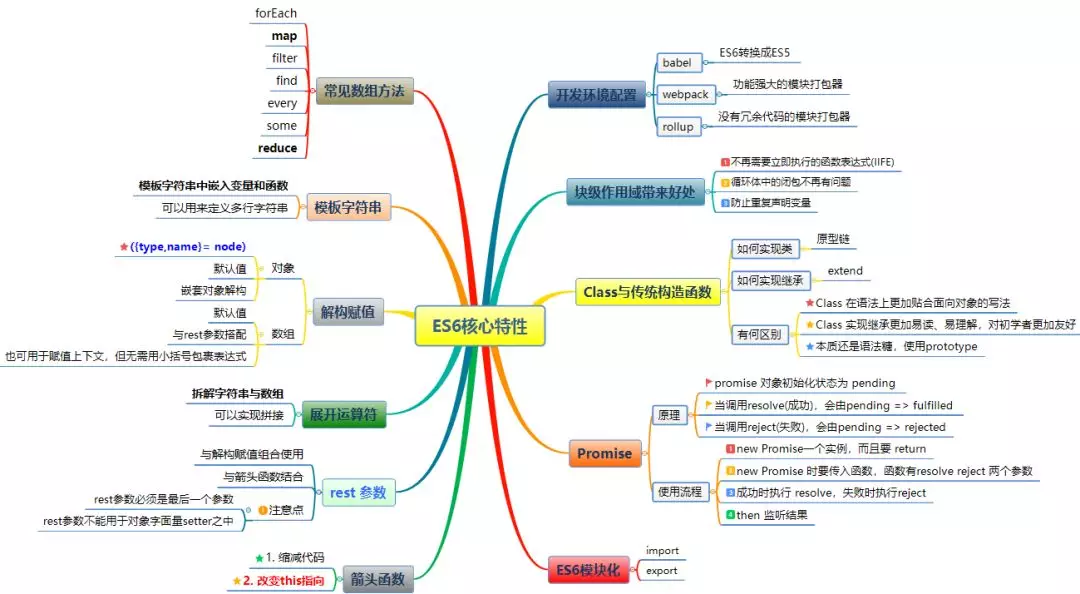 ES6核心特性
常见数组方法
forEach
map
filter
find
every
some
reduce
模板字符串
模板字符串中嵌入变量和函数
可以用来定义多行字符串
解构赋值
对象
({type,name}= node)
默认值
嵌套对象解构
数组
默认值
与rest参数搭配
也可用于赋值上下文，但无需用小括号包裹表达式
展开运算符
拆解字符串与数组
可以实现拼接
rest 参数
与解构赋值组合使用
与箭头函数结合
注意点
rest参数必须是最后一个参数
rest参数不能用于对象字面量setter之中
箭头函数
1. 缩减代码
2. 改变this指向
开发环境配置
babel
ES6转换成ES5
webpack
功能强大的模块打包器
rollup
没有冗余代码的模块打包器
块级作用域带来好处
1 不再需要立即执行的函数表达式(IIFE)
2 循环体中的闭包不再有问题
3 防止重复声明变量
Class与传统构造函数
如何实现类
原型链
如何实现继承
extend
有何区别
Class 在语法上更加贴合面向对象的写法
Class 实现继承更加易读、易理解，对初学者更加友好
本质还是语法糖，使用prototype
Promise
原理
promise 对象初始化状态为 pending
当调用resolve(成功)，会由pending => fulfilled
当调用reject(失败)，会由pending => rejected
使用流程
1 new Promise一个实例，而且要 return
2 new Promise 时要传入函数，函数有resolve reject 两个参数
3 成功时执行 resolve，失败时执行reject
4 then 监听结果
ES6模块化
import
export